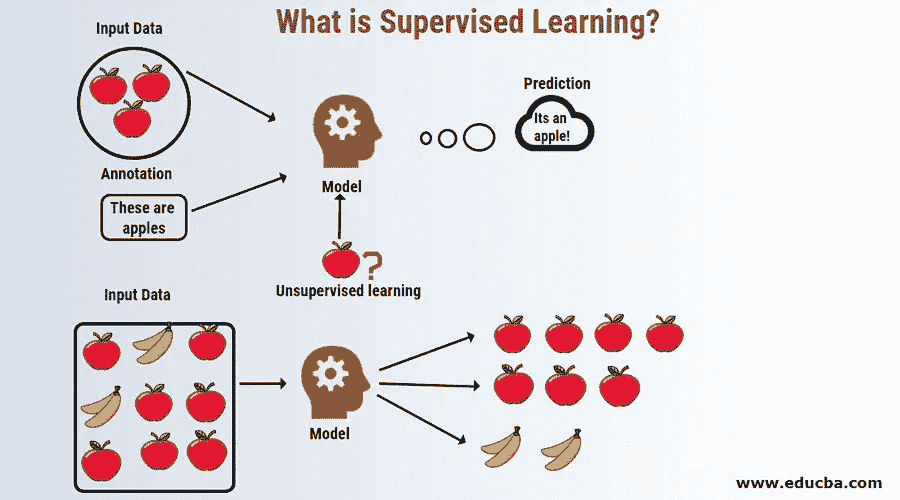 What is Supervised Learning?
Input Data
Prediction
Its an
apple!
Annotation
Model
These are
apples
?
Unsupervised learning
Input Data
Model
www.educba.com